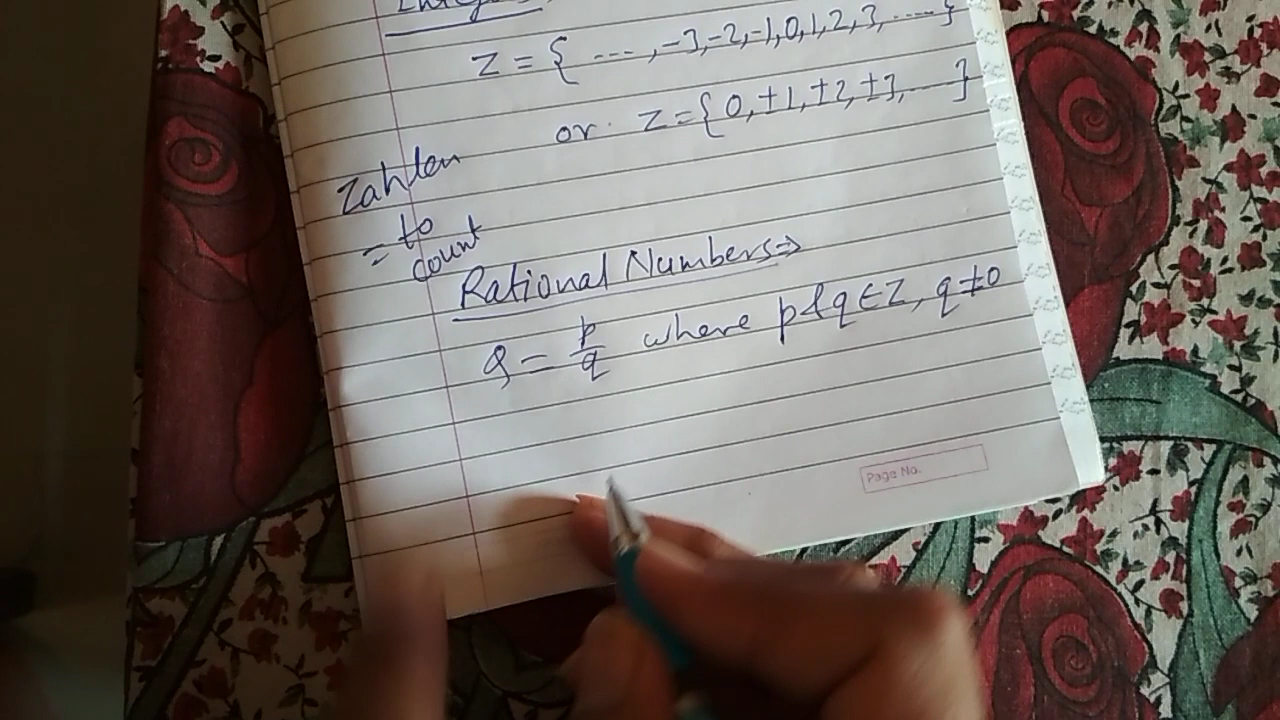 Integers
Z = { ---, -3, -2, -1, 0, 1, 2, 3, ---- }
or. Z = { 0, ±1, ±2, ±3, --- }
Zahlen
= to
count
Rational Numbers ⇒
Q = p/q where p & q ∈ Z, q ≠ 0
Page No.